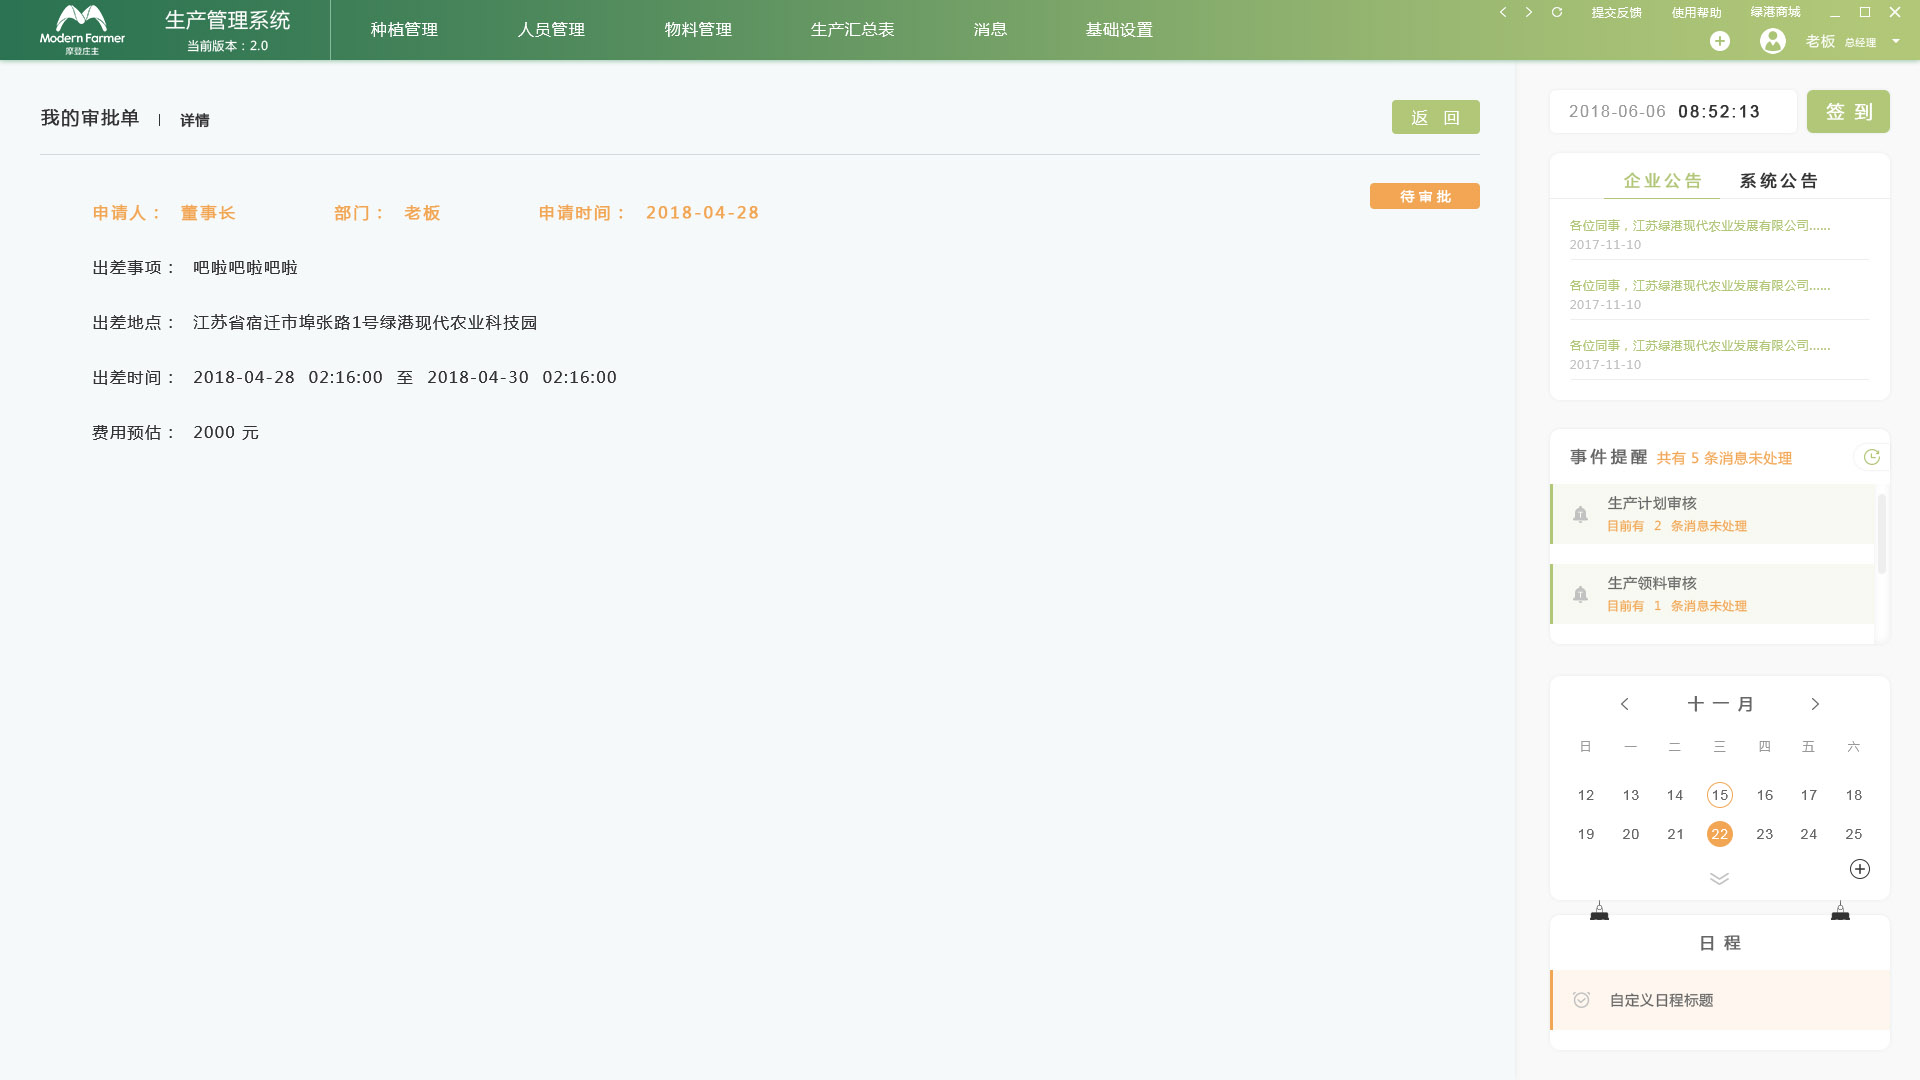 Modern Farmer
摩登庄主
生产管理系统
当前版本：2.0
种植管理
人员管理
物料管理
生产汇总表
消息
基础设置
提交反馈
使用帮助
绿港商城
老板 总经理
我的审批单 | 详情
返 回
待审批
申请人： 董事长 部门： 老板 申请时间： 2018-04-28
出差事项： 吧啦吧啦吧啦
出差地点： 江苏省宿迁市埠张路1号绿港现代农业科技园
出差时间： 2018-04-28 02:16:00 至 2018-04-30 02:16:00
费用预估： 2000 元
2018-06-06 08:52:13
签 到
企业公告 系统公告
各位同事，江苏绿港现代农业发展有限公司......
2017-11-10
各位同事，江苏绿港现代农业发展有限公司......
2017-11-10
各位同事，江苏绿港现代农业发展有限公司......
2017-11-10
事件提醒 共有 5 条消息未处理
生产计划审核
目前有 2 条消息未处理
生产领料审核
目前有 1 条消息未处理
十一月
日 一 二 三 四 五 六
12 13 14 15 16 17 18
19 20 21 22 23 24 25
日 程
自定义日程标题